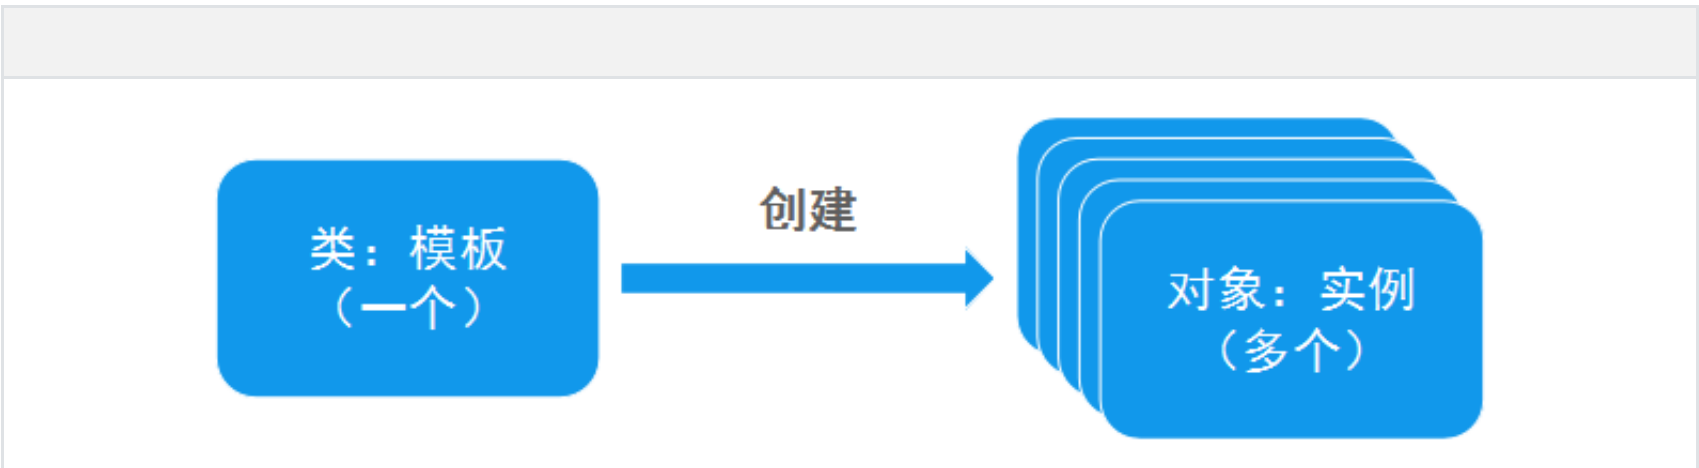 类：模板
（一个）
创建
对象：实例
（多个）